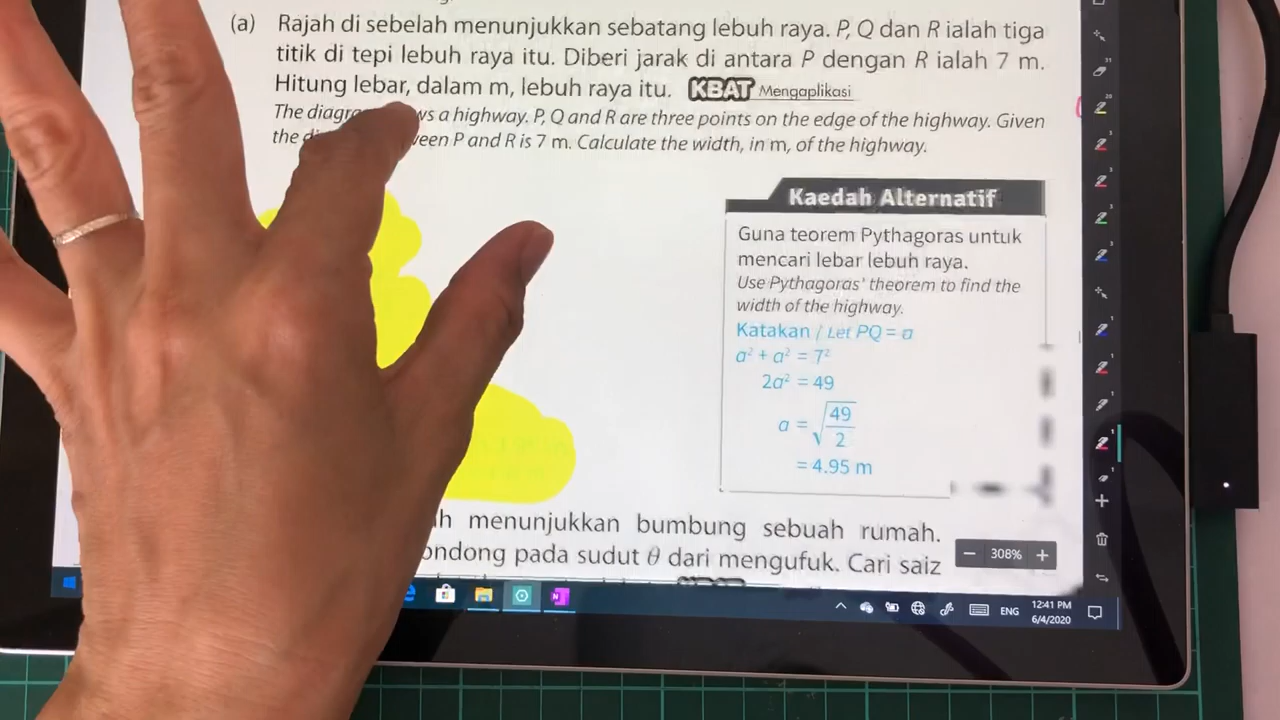 (a) Rajah di sebelah menunjukkan sebatang lebuh raya. P, Q dan R ialah tiga
titik di tepi lebuh raya itu. Diberi jarak di antara P dengan R ialah 7 m.
Hitung lebar, dalam m, lebuh raya itu. KBAT Mengaplikasi
The a highway. P, Q and R are three points on the edge of the highway. Given
the P and R is 7 m. Calculate the width, in m, of the highway.
Kaedah Alternatif
Guna teorem Pythagoras untuk
mencari lebar lebuh raya.
Use Pythagoras' theorem to find the
width of the highway.
Katakan / Let PQ = a
a² + a² = 7²
2a² = 49
a = √(49/2)
= 4.95 m
menunjukkan bumbung sebuah rumah.
pada sudut θ dari mengufuk. Cari saiz
308%
ENG
12:41 PM
6/4/2020